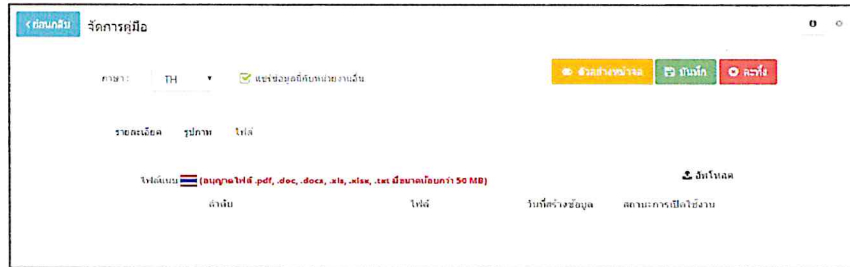 ย้อนกลับ จัดการคู่มือ
ภาษา : TH แชร์ข้อมูลนี้กับหน่วยงานอื่น ตัวอย่างหน้าจอ บันทึก ละทิ้ง
รายละเอียด รูปภาพ ไฟล์
ไฟล์แนบ (อนุญาตไฟล์ .pdf, .doc, .docx, .xls, .xlsx, .txt มีขนาดน้อยกว่า 50 MB) อัพโหลด
ลำดับ ไฟล์ วันที่สร้างข้อมูล สถานะการเปิดใช้งาน